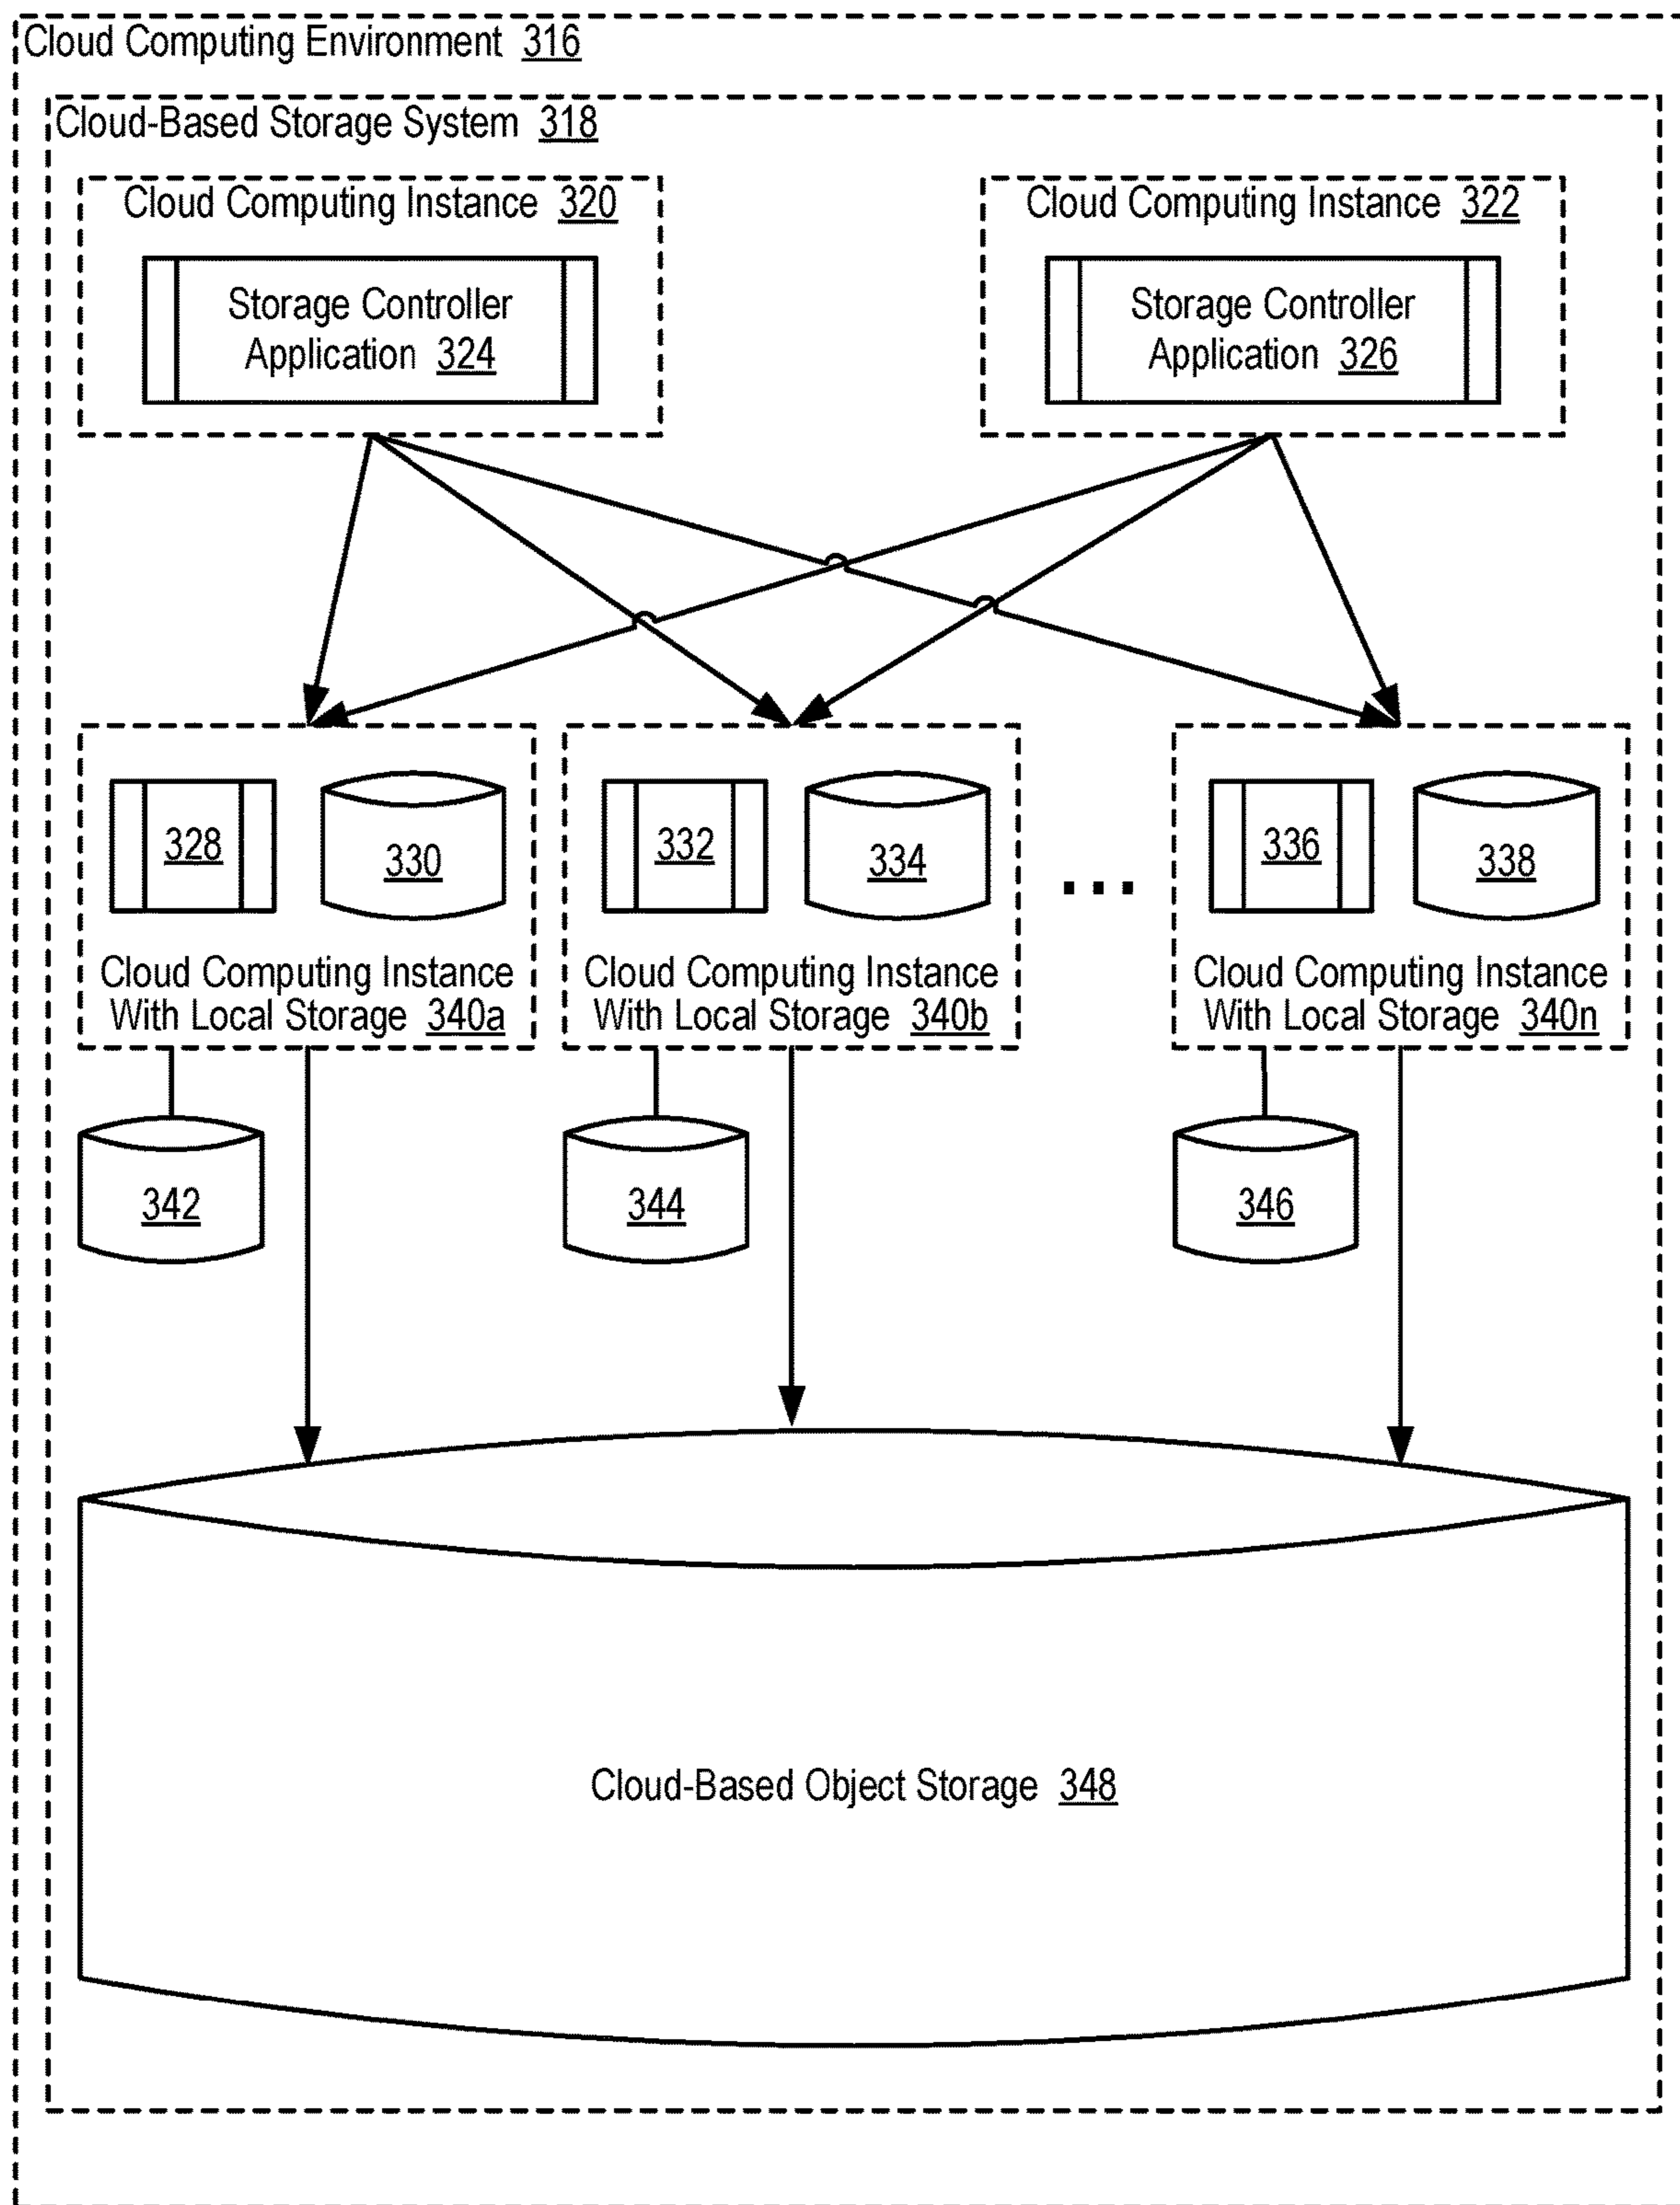 Cloud Computing Environment 316
Cloud-Based Storage System 318
Cloud Computing Instance 320
Storage Controller
Application 324
Cloud Computing Instance 322
Storage Controller
Application 326
328
330
Cloud Computing Instance
With Local Storage 340a
332
334
Cloud Computing Instance
With Local Storage 340b
...
336
338
Cloud Computing Instance
With Local Storage 340n
342
344
346
Cloud-Based Object Storage 348